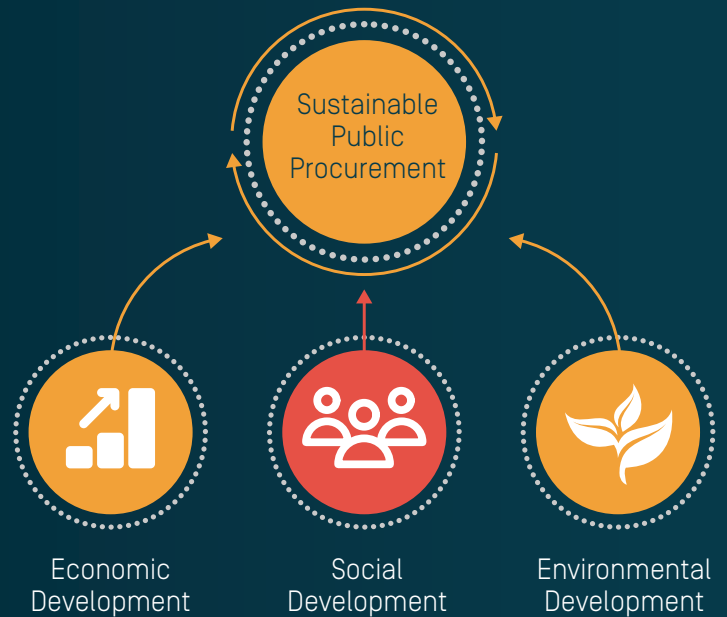 Sustainable
Public
Procurement
Economic
Development
Social
Development
Environmental
Development